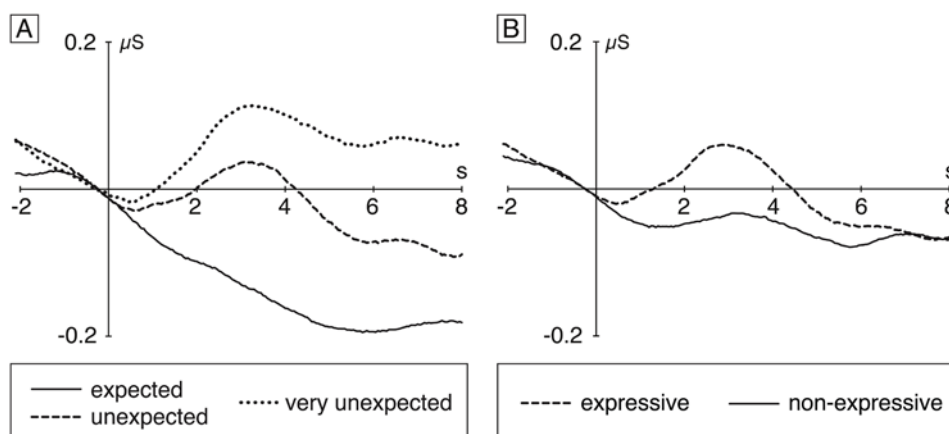 A
0.2 μS
s
-2 2 4 6 8
-0.2
expected
unexpected
very unexpected
B
0.2 μS
s
-2 2 4 6 8
-0.2
expressive
non-expressive